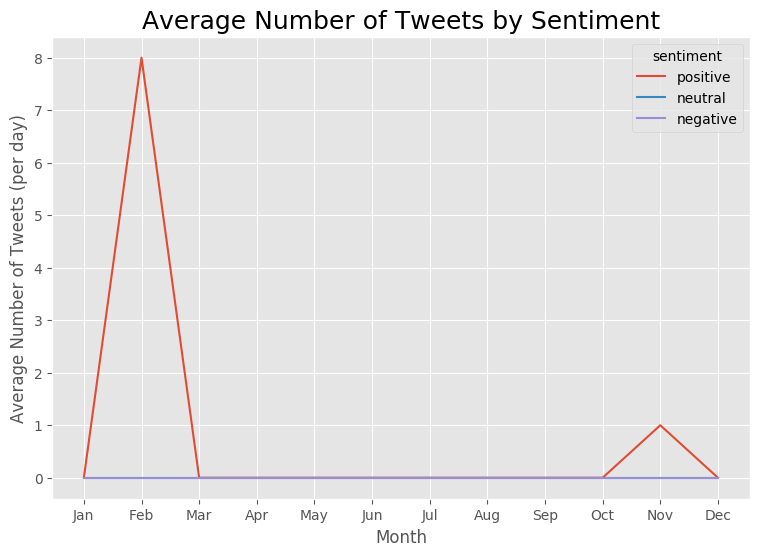 Average Number of Tweets by Sentiment
sentiment
positive
neutral
negative
Average Number of Tweets (per day)
8
7
6
5
4
3
2
1
0
Jan Feb Mar Apr May Jun Jul Aug Sep Oct Nov Dec
Month